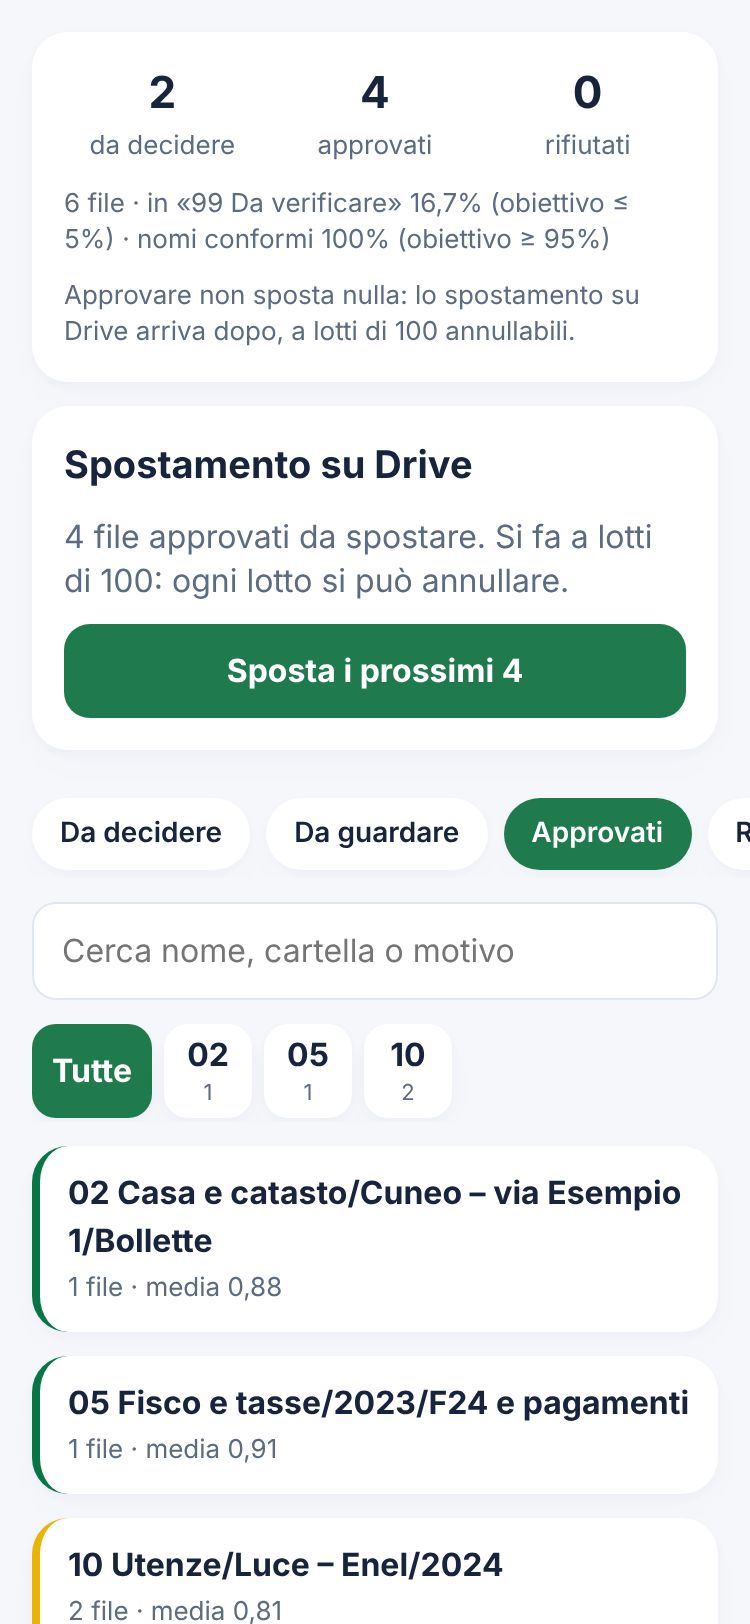 2 4 0
da decidere approvati rifiutati
6 file · in «99 Da verificare» 16,7% (obiettivo ≤
5%) · nomi conformi 100% (obiettivo ≥ 95%)
Approvare non sposta nulla: lo spostamento su
Drive arriva dopo, a lotti di 100 annullabili.
Spostamento su Drive
4 file approvati da spostare. Si fa a lotti
di 100: ogni lotto si può annullare.
Sposta i prossimi 4
Da decidere Da guardare Approvati R
Cerca nome, cartella o motivo
Tutte 02 05 10
1 1 2
02 Casa e catasto/Cuneo – via Esempio
1/Bollette
1 file · media 0,88
05 Fisco e tasse/2023/F24 e pagamenti
1 file · media 0,91
10 Utenze/Luce – Enel/2024
2 file · media 0,81